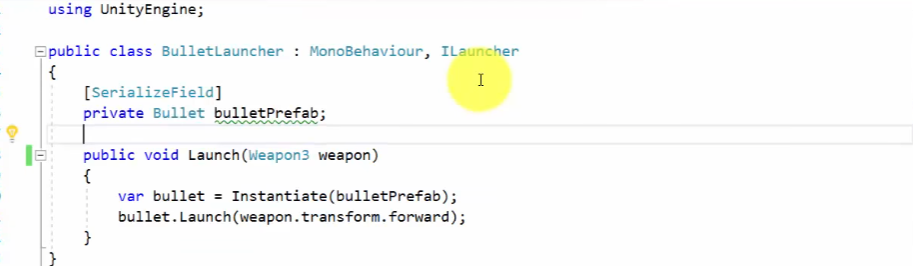 using UnityEngine;
public class BulletLauncher : MonoBehaviour, ILauncher
{
[SerializeField]
private Bullet bulletPrefab;
public void Launch(Weapon3 weapon)
{
var bullet = Instantiate(bulletPrefab);
bullet.Launch(weapon.transform.forward);
}
}